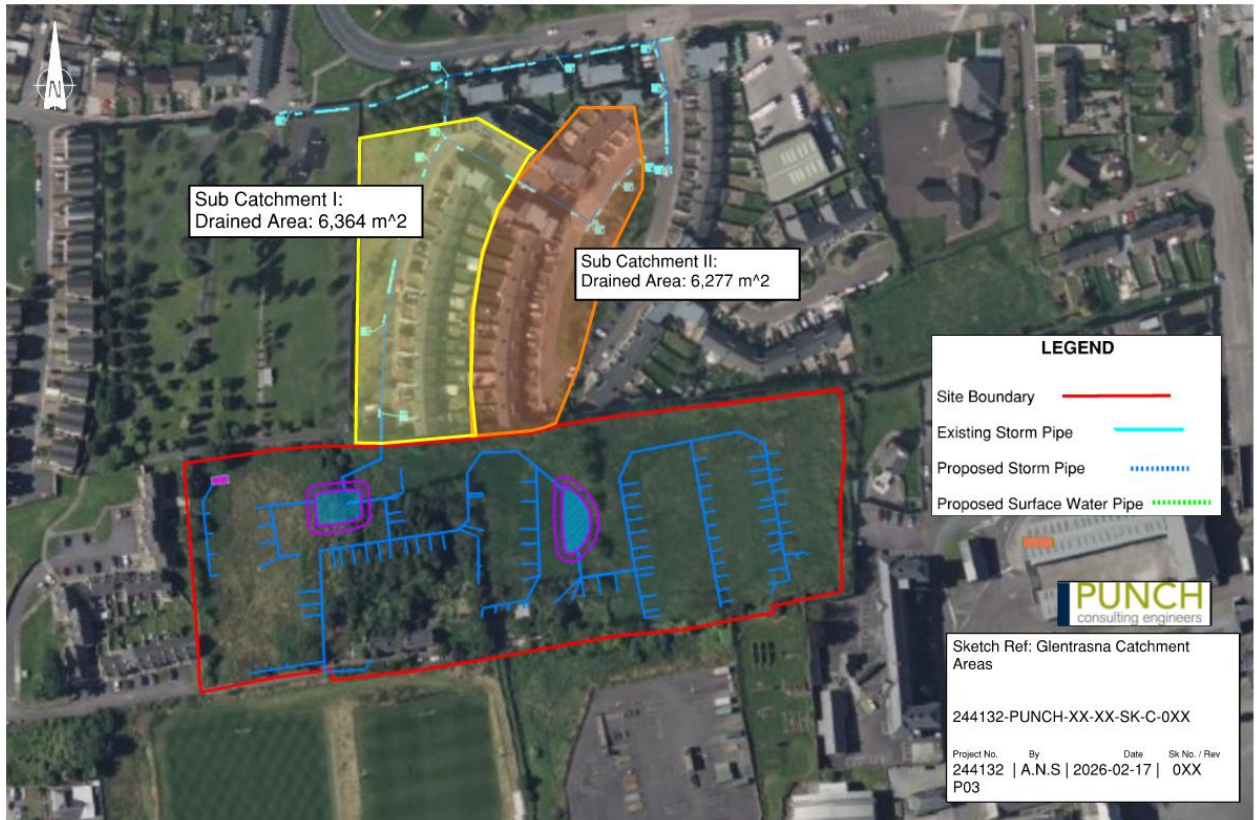 N
Sub Catchment I:
Drained Area: 6,364 m^2
Sub Catchment II:
Drained Area: 6,277 m^2
LEGEND
Site Boundary
Existing Storm Pipe
Proposed Storm Pipe
Proposed Surface Water Pipe
PUNCH
consulting engineers
Sketch Ref: Glentrasna Catchment
Areas
244132-PUNCH-XX-XX-SK-C-0XX
Project No. By Date Sk No. / Rev
244132 | A.N.S | 2026-02-17 | 0XX
P03